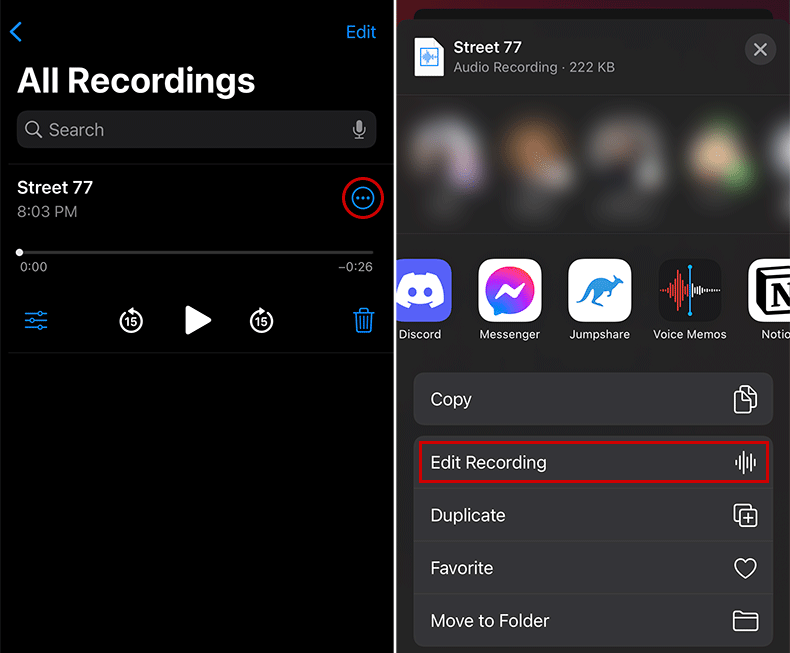 Edit
All Recordings
Search
Street 77
8:03 PM
0:00
−0:26
15
15
Street 77
Audio Recording · 222 KB
Discord
Messenger
Jumpshare
Voice Memos
Notio
Copy
Edit Recording
Duplicate
Favorite
Move to Folder